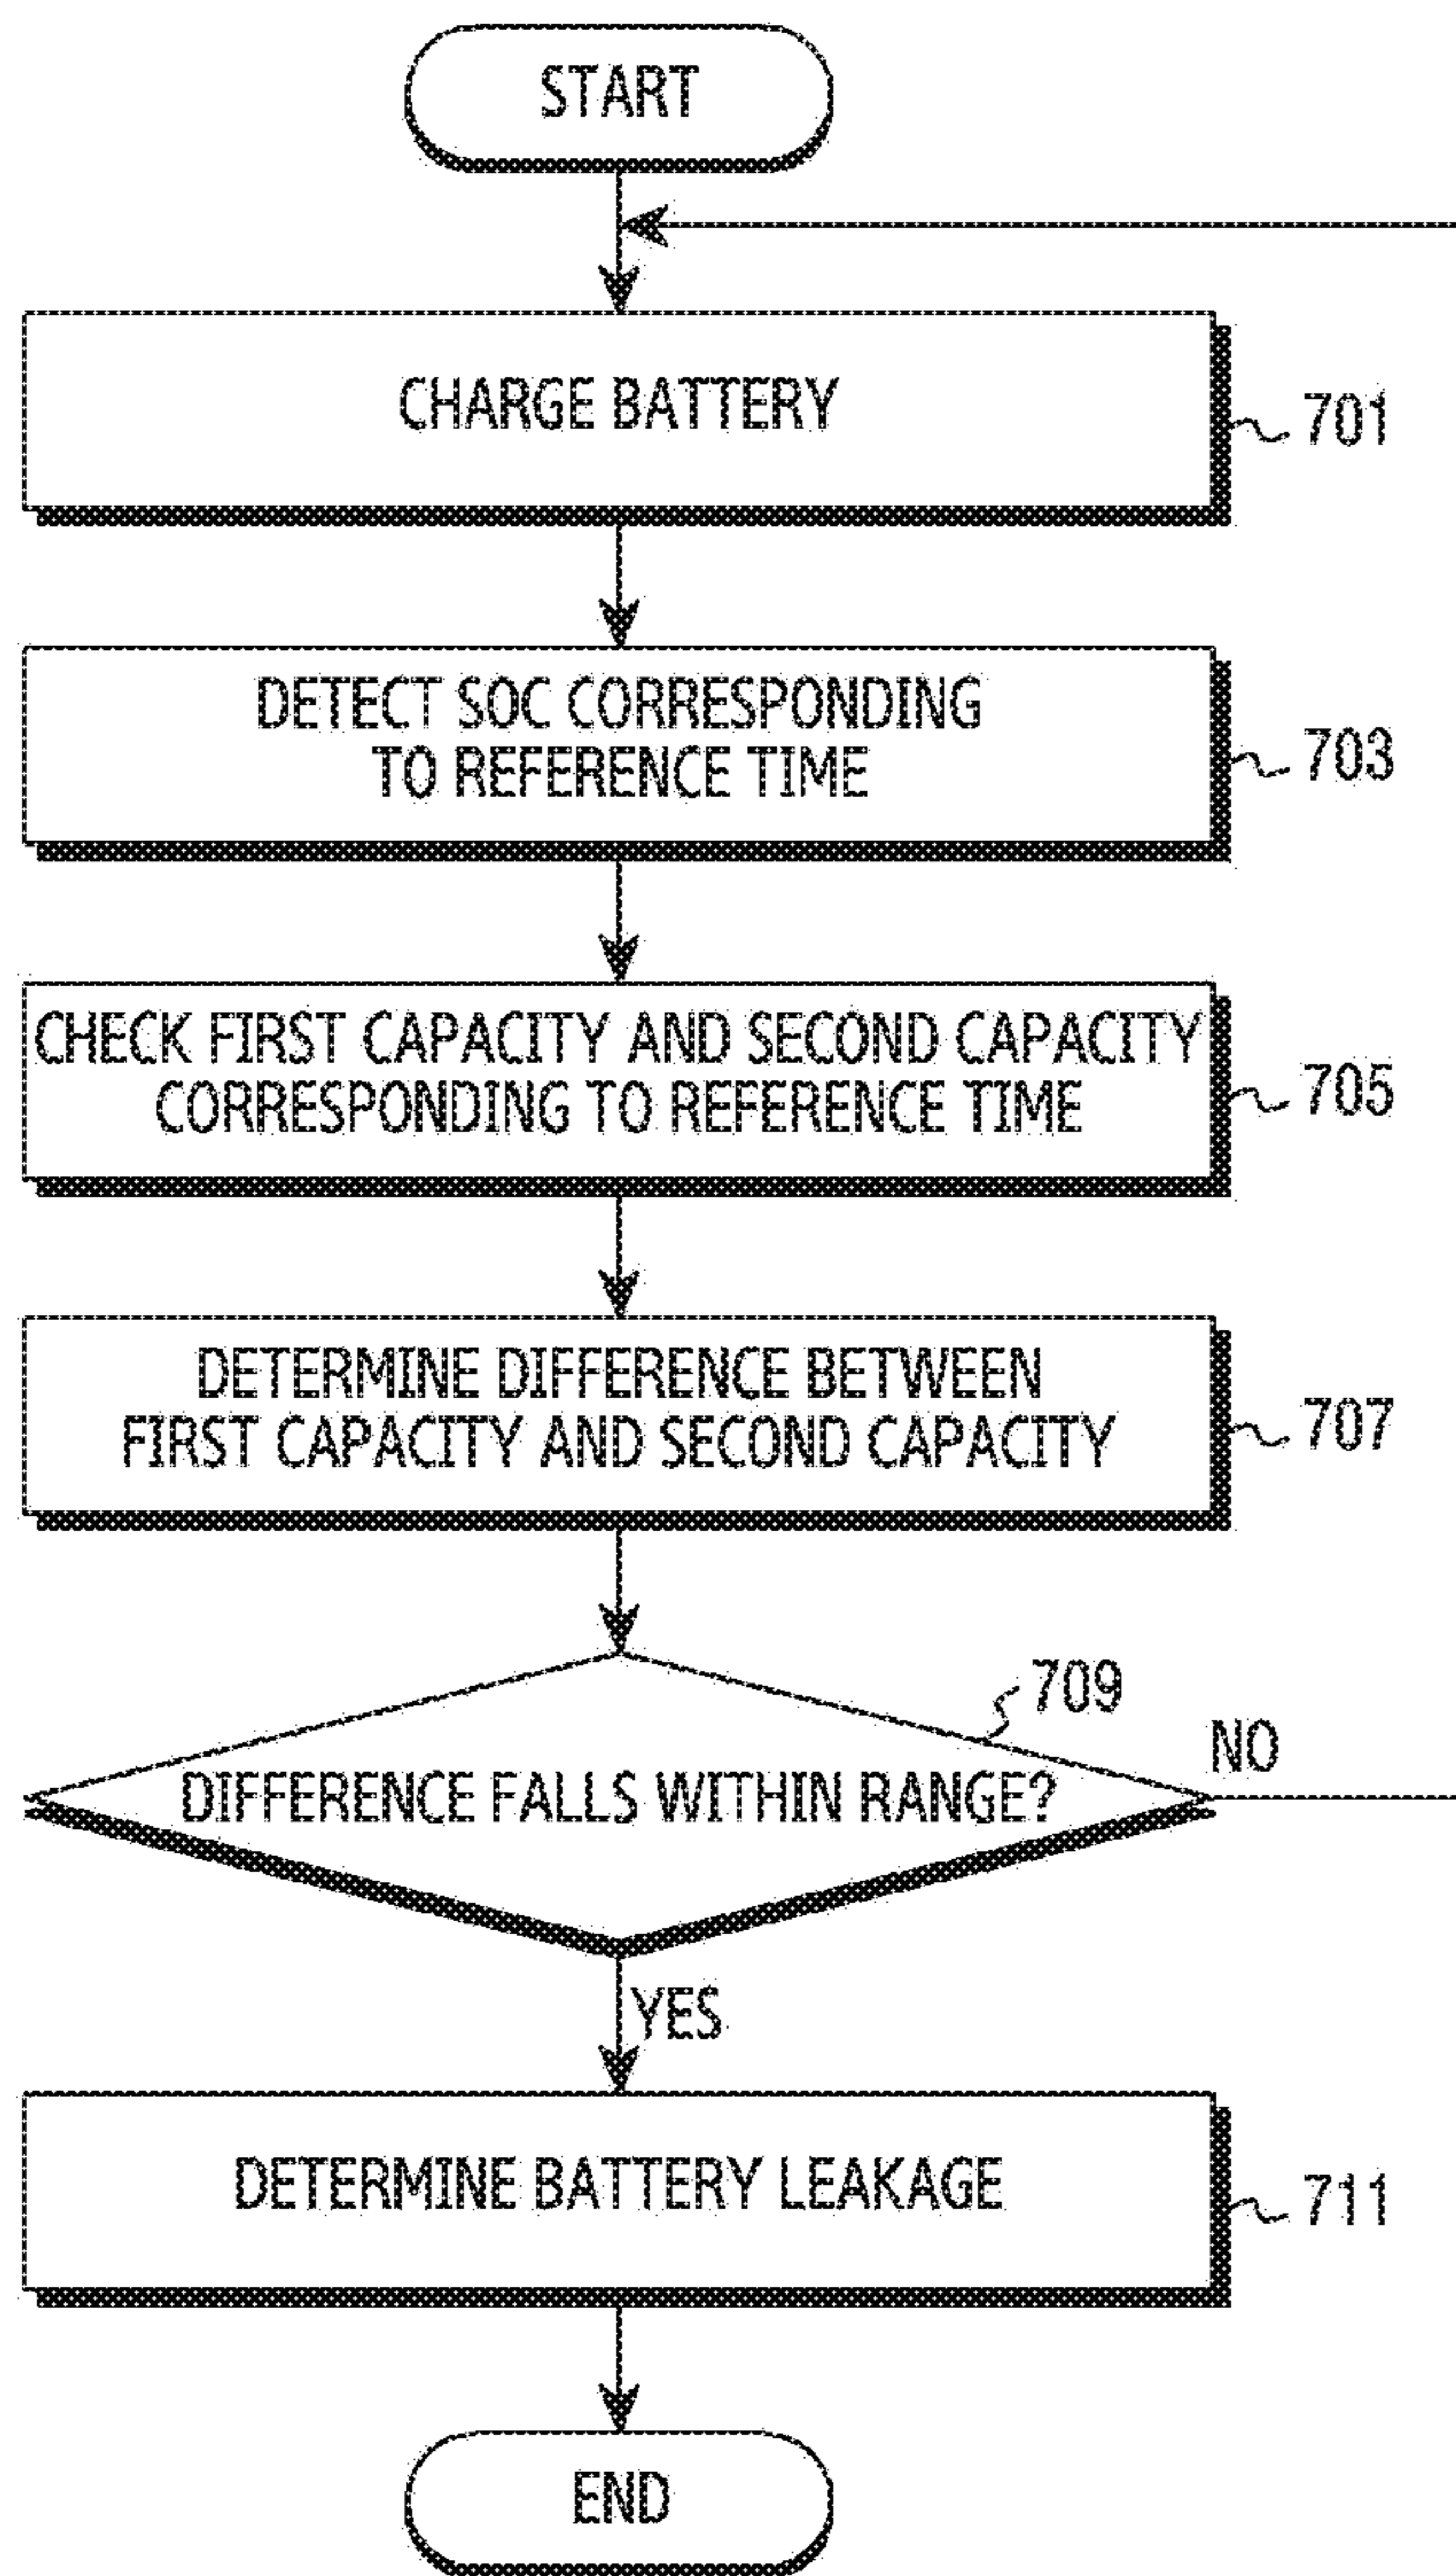 START
CHARGE BATTERY
701
DETECT SOC CORRESPONDING
TO REFERENCE TIME
703
CHECK FIRST CAPACITY AND SECOND CAPACITY
CORRESPONDING TO REFERENCE TIME
705
DETERMINE DIFFERENCE BETWEEN
FIRST CAPACITY AND SECOND CAPACITY
707
709
NO
DIFFERENCE FALLS WITHIN RANGE?
YES
DETERMINE BATTERY LEAKAGE
711
END